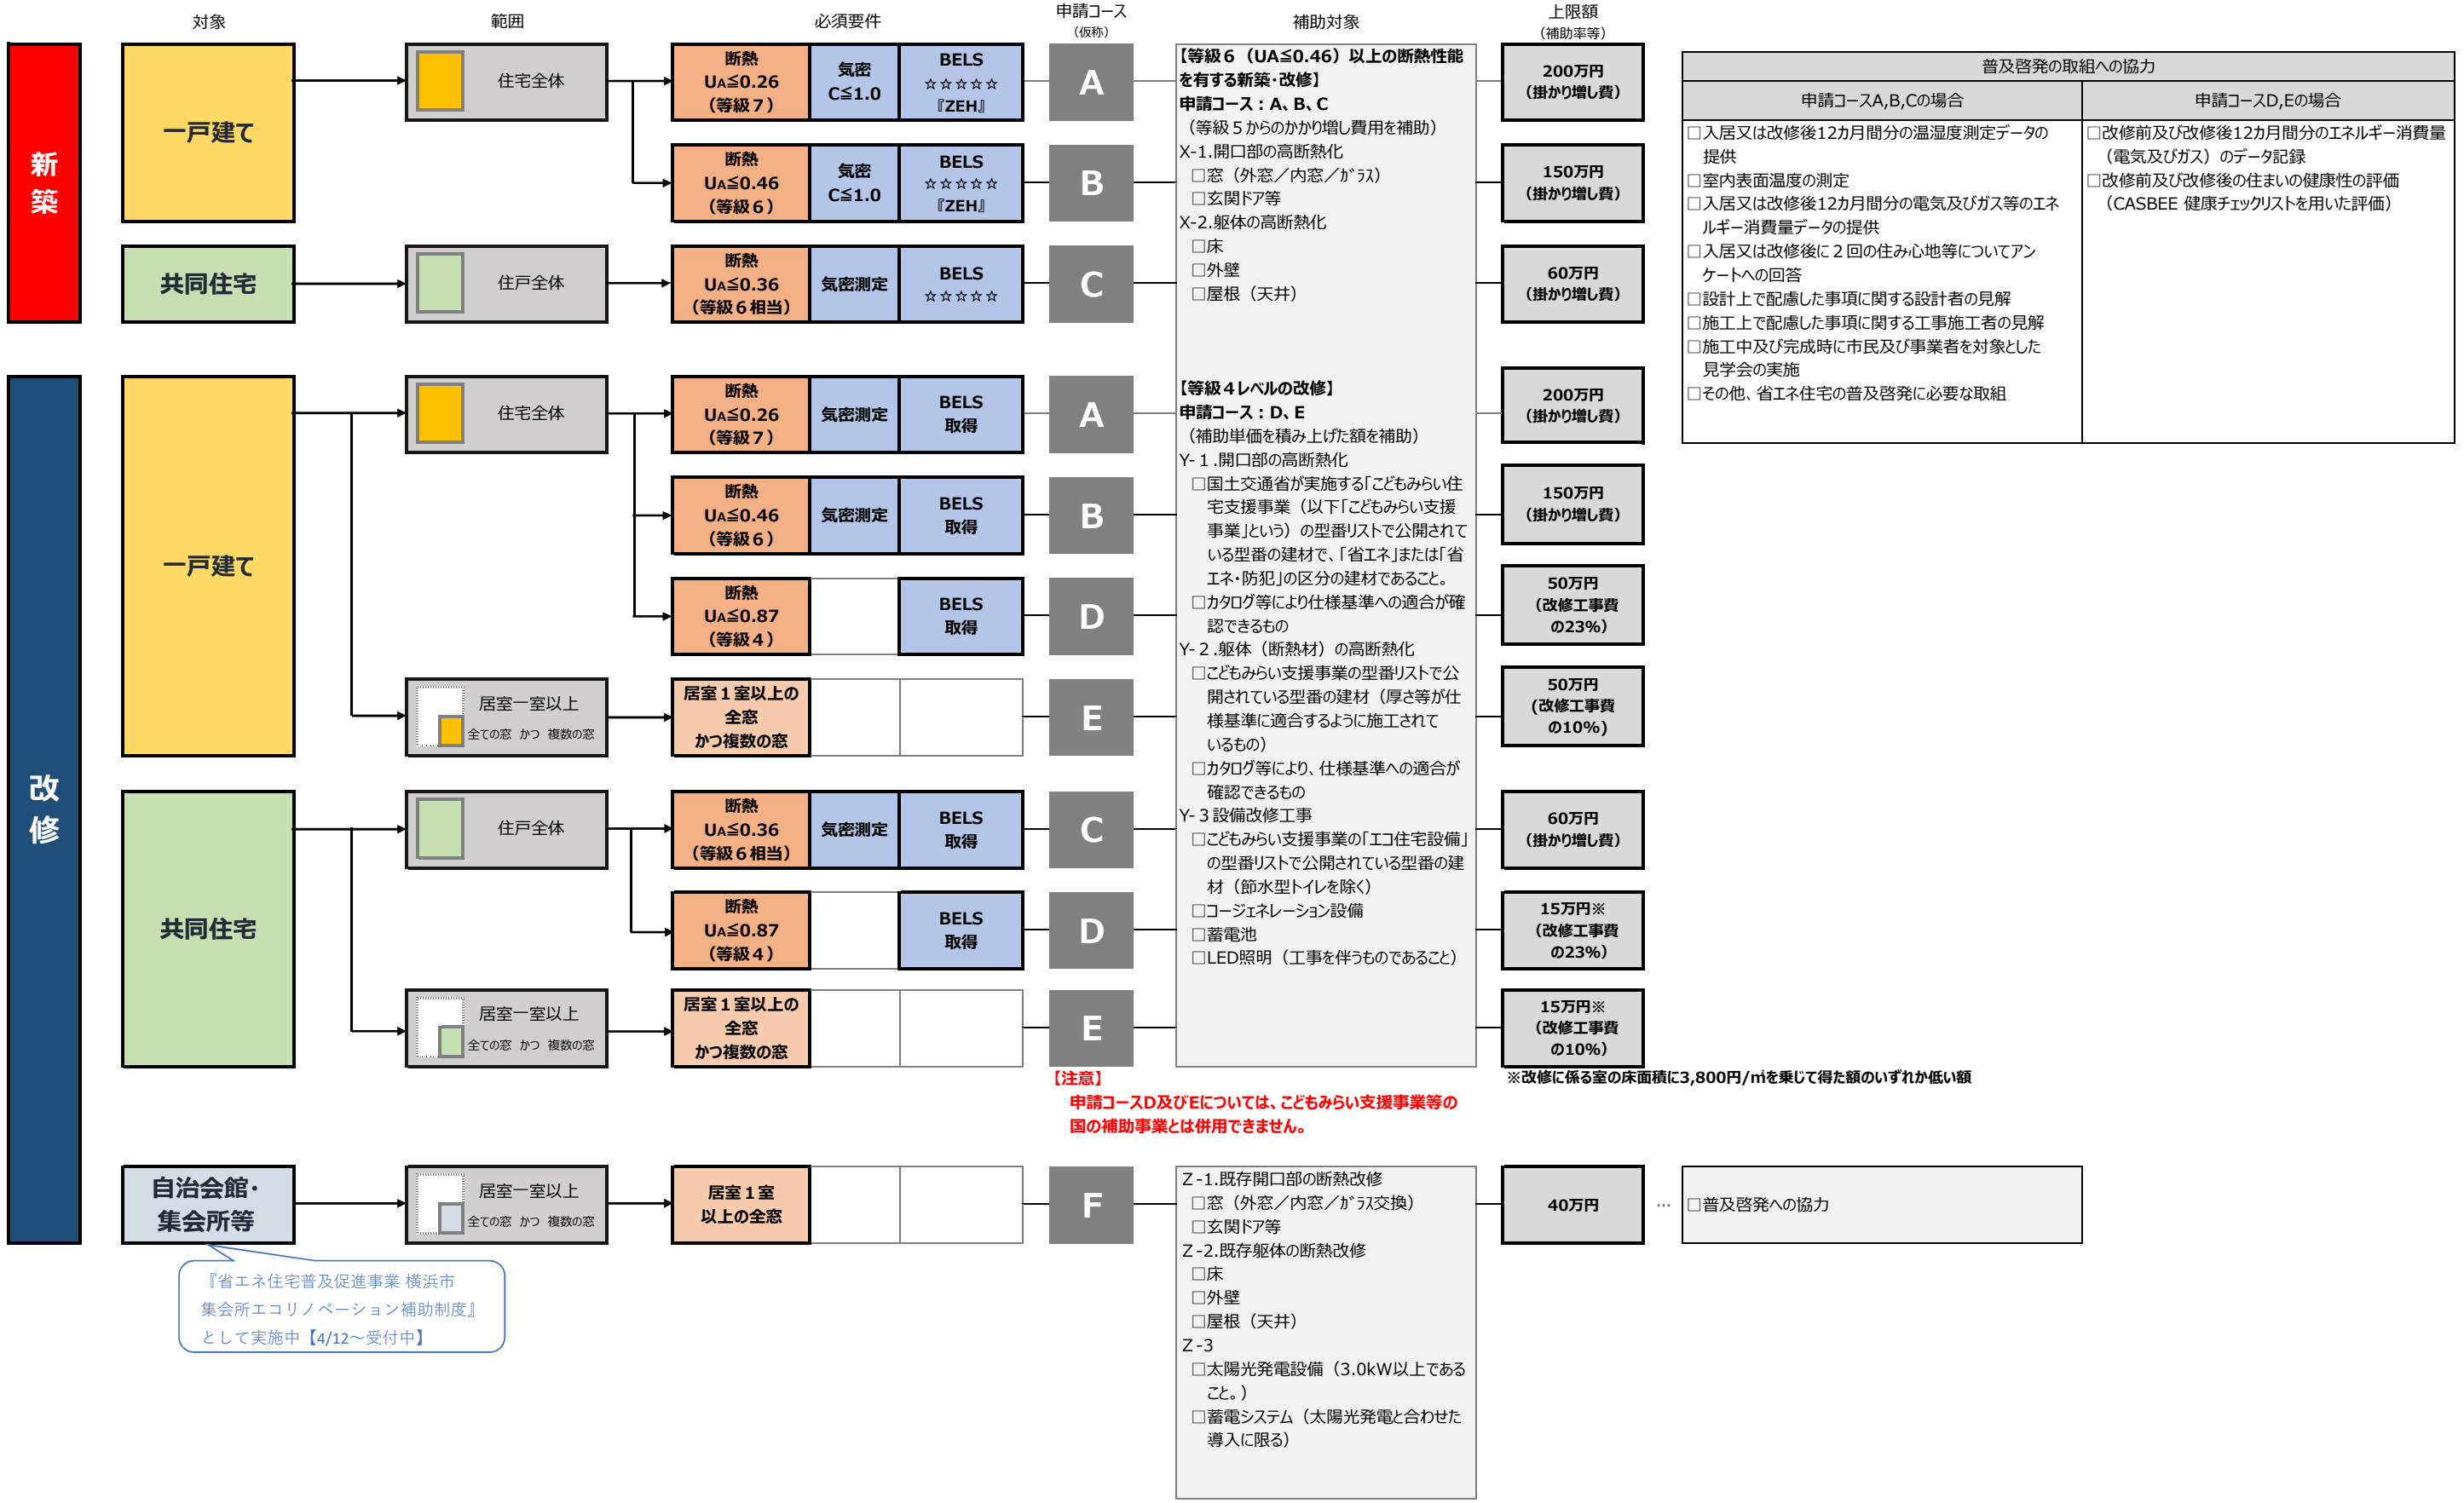 対象
範囲
必須要件
申請コース
（仮称）
補助対象
上限額
（補助率等）
新築
一戸建て
住宅全体
断熱
UA≦0.26
（等級７）
気密
C≦1.0
BELS
☆☆☆☆☆
『ZEH』
A
200万円
（掛かり増し費）
断熱
UA≦0.46
（等級６）
気密
C≦1.0
BELS
☆☆☆☆☆
『ZEH』
B
150万円
（掛かり増し費）
共同住宅
住戸全体
断熱
UA≦0.36
（等級６相当）
気密測定
BELS
☆☆☆☆☆
C
60万円
（掛かり増し費）
【等級６（UA≦0.46）以上の断熱性能
を有する新築・改修】
申請コース：A、B、C
（等級５からのかかり増し費用を補助）
X-1.開口部の高断熱化
□窓（外窓／内窓／ｶﾞﾗｽ）
□玄関ドア等
X-2.躯体の高断熱化
□床
□外壁
□屋根（天井）
普及啓発の取組への協力
申請コースA,B,Cの場合
□入居又は改修後12カ月間分の温湿度測定データの
提供
□室内表面温度の測定
□入居又は改修後12カ月間分の電気及びガス等のエネ
ルギー消費量データの提供
□入居又は改修後に２回の住み心地等についてアン
ケートへの回答
□設計上で配慮した事項に関する設計者の見解
□施工上で配慮した事項に関する工事施工者の見解
□施工中及び完成時に市民及び事業者を対象とした
見学会の実施
□その他、省エネ住宅の普及啓発に必要な取組
申請コースD,Eの場合
□改修前及び改修後12カ月間分のエネルギー消費量
（電気及びガス）のデータ記録
□改修前及び改修後の住まいの健康性の評価
（CASBEE 健康チェックリストを用いた評価）
改修
一戸建て
住宅全体
断熱
UA≦0.26
（等級７）
気密測定
BELS
取得
A
200万円
（掛かり増し費）
断熱
UA≦0.46
（等級６）
気密測定
BELS
取得
B
150万円
（掛かり増し費）
断熱
UA≦0.87
（等級４）
BELS
取得
D
50万円
（改修工事費
の23%）
居室一室以上
全ての窓 かつ 複数の窓
居室１室以上の
全窓
かつ複数の窓
E
50万円
(改修工事費
の10%)
共同住宅
住戸全体
断熱
UA≦0.36
（等級６相当）
気密測定
BELS
取得
C
60万円
（掛かり増し費）
断熱
UA≦0.87
（等級４）
BELS
取得
D
15万円※
（改修工事費
の23%）
居室一室以上
全ての窓 かつ 複数の窓
居室１室以上の
全窓
かつ複数の窓
E
15万円※
（改修工事費
の10%）
【等級４レベルの改修】
申請コース：D、E
（補助単価を積み上げた額を補助）
Y-１.開口部の高断熱化
□国土交通省が実施する「こどもみらい住
宅支援事業（以下「こどもみらい支援
事業」という）の型番リストで公開されて
いる型番の建材で、「省エネ」または「省
エネ・防犯」の区分の建材であること。
□カタログ等により仕様基準への適合が確
認できるもの
Y-２.躯体（断熱材）の高断熱化
□こどもみらい支援事業の型番リストで公
開されている型番の建材（厚さ等が仕
様基準に適合するように施工されて
いるもの）
□カタログ等により、仕様基準への適合が
確認できるもの
Y-３設備改修工事
□こどもみらい支援事業の「エコ住宅設備」
の型番リストで公開されている型番の建
材（節水型トイレを除く）
□コージェネレーション設備
□蓄電池
□LED照明（工事を伴うものであること）
【注意】
申請コースD及びEについては、こどもみらい支援事業等の
国の補助事業とは併用できません。
※改修に係る室の床面積に3,800円/㎡を乗じて得た額のいずれか低い額
自治会館・
集会所等
居室一室以上
全ての窓 かつ 複数の窓
居室１室
以上の全窓
F
Ｚ-1.既存開口部の断熱改修
□窓（外窓／内窓／ｶﾞﾗｽ交換）
□玄関ドア等
Ｚ-2.既存躯体の断熱改修
□床
□外壁
□屋根（天井）
Ｚ-3
□太陽光発電設備（3.0kW以上である
こと。）
□蓄電システム（太陽光発電と合わせた
導入に限る）
40万円
…
□普及啓発への協力
『省エネ住宅普及促進事業 横浜市
集会所エコリノベーション補助制度』
として実施中【4/12～受付中】